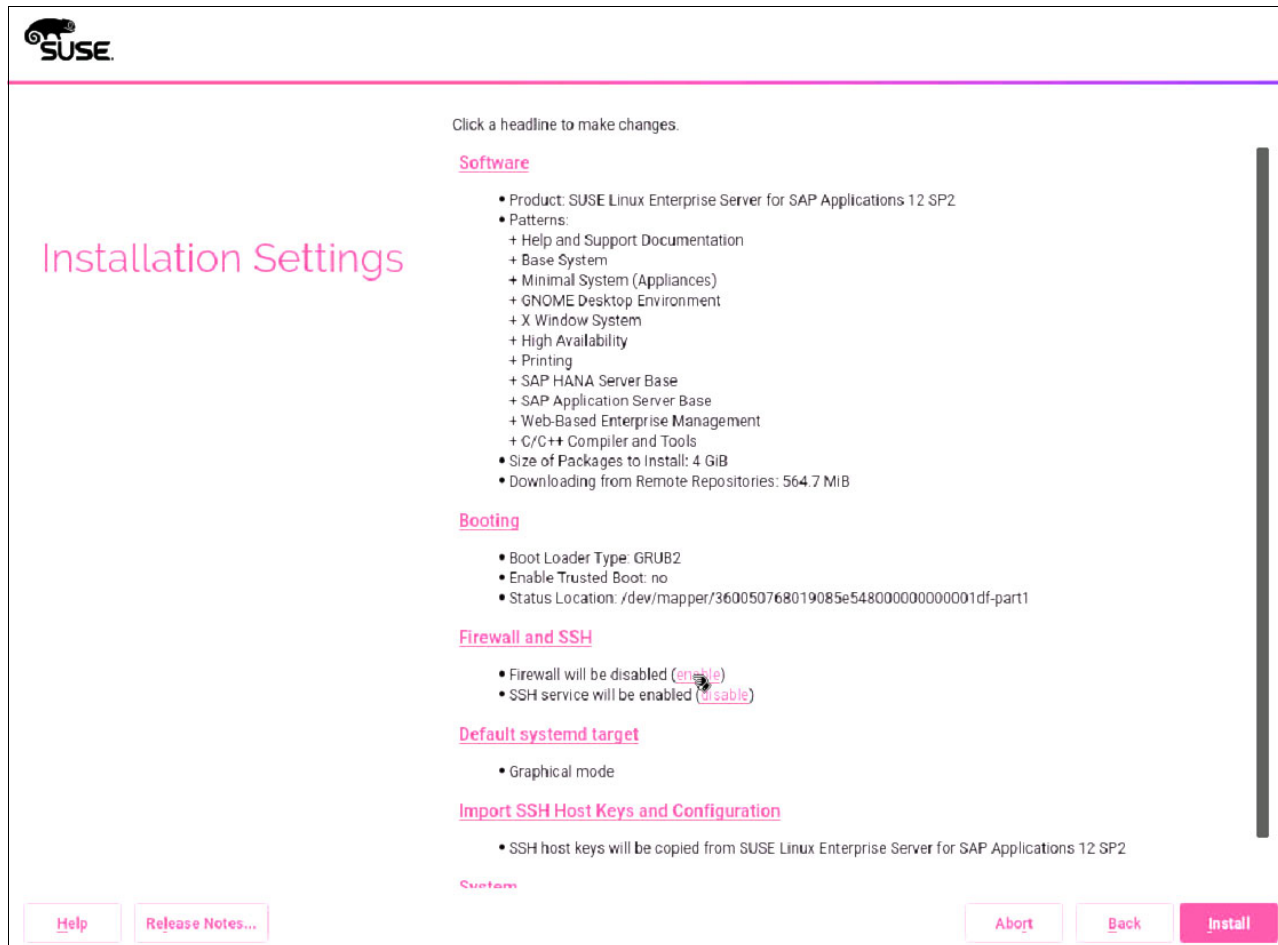 SUSE.
Click a headline to make changes.
Installation Settings
Software
• Product: SUSE Linux Enterprise Server for SAP Applications 12 SP2
• Patterns:
+ Help and Support Documentation
+ Base System
+ Minimal System (Appliances)
+ GNOME Desktop Environment
+ X Window System
+ High Availability
+ Printing
+ SAP HANA Server Base
+ SAP Application Server Base
+ Web-Based Enterprise Management
+ C/C++ Compiler and Tools
• Size of Packages to Install: 4 GiB
• Downloading from Remote Repositories: 564.7 MiB
Booting
• Boot Loader Type: GRUB2
• Enable Trusted Boot: no
• Status Location: /dev/mapper/360050768019085e548000000000001df-part1
Firewall and SSH
• Firewall will be disabled (enable)
• SSH service will be enabled (disable)
Default systemd target
• Graphical mode
Import SSH Host Keys and Configuration
• SSH host keys will be copied from SUSE Linux Enterprise Server for SAP Applications 12 SP2
System
Help
Release Notes...
Abort
Back
Install